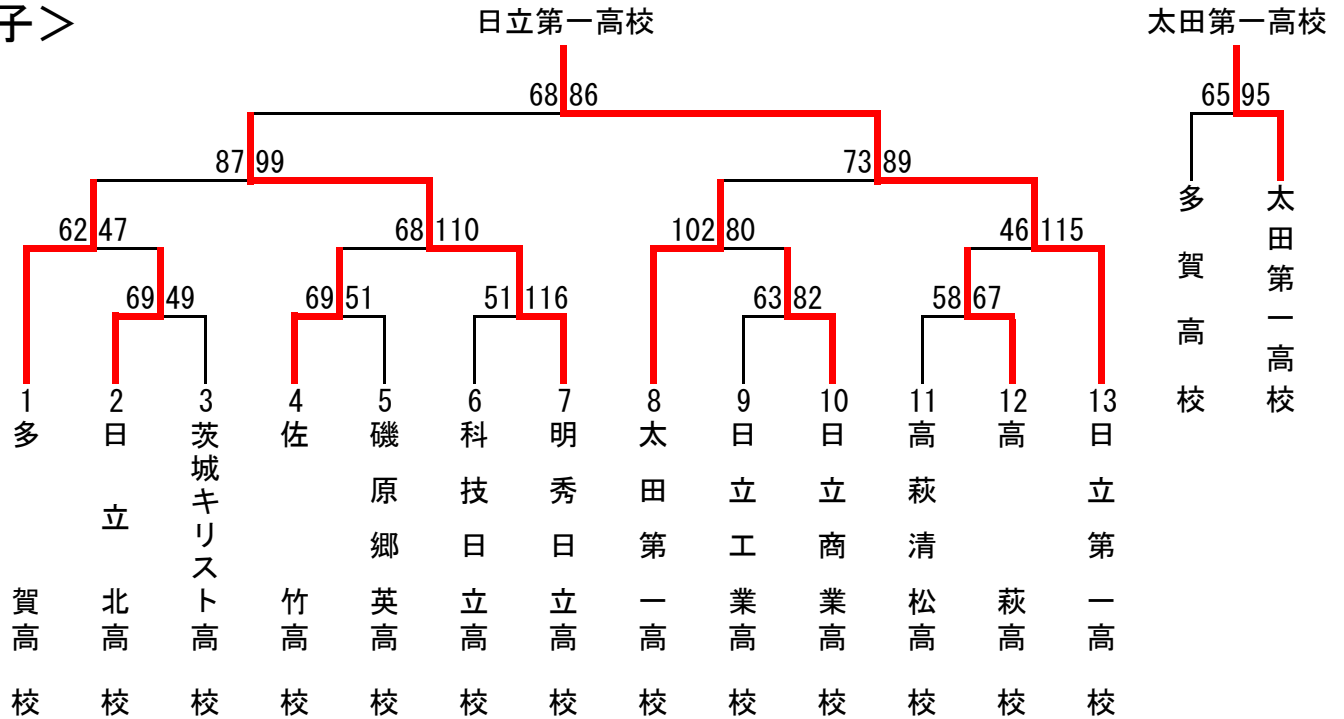 子＞
日立第一高校
太田第一高校
68 86
65 95
87 99
73 89
62 47
68 110
102 80
46 115
69 49
69 51
51 116
63 82
58 67
多賀高校
太田第一高校
1 多賀高校
2 日立北高校
3 茨城キリスト高校
4 佐竹高校
5 磯原郷英高校
6 科技日立高校
7 明秀日立高校
8 太田第一高校
9 日立工業高校
10 日立商業高校
11 高萩清松高校
12 高萩高校
13 日立第一高校